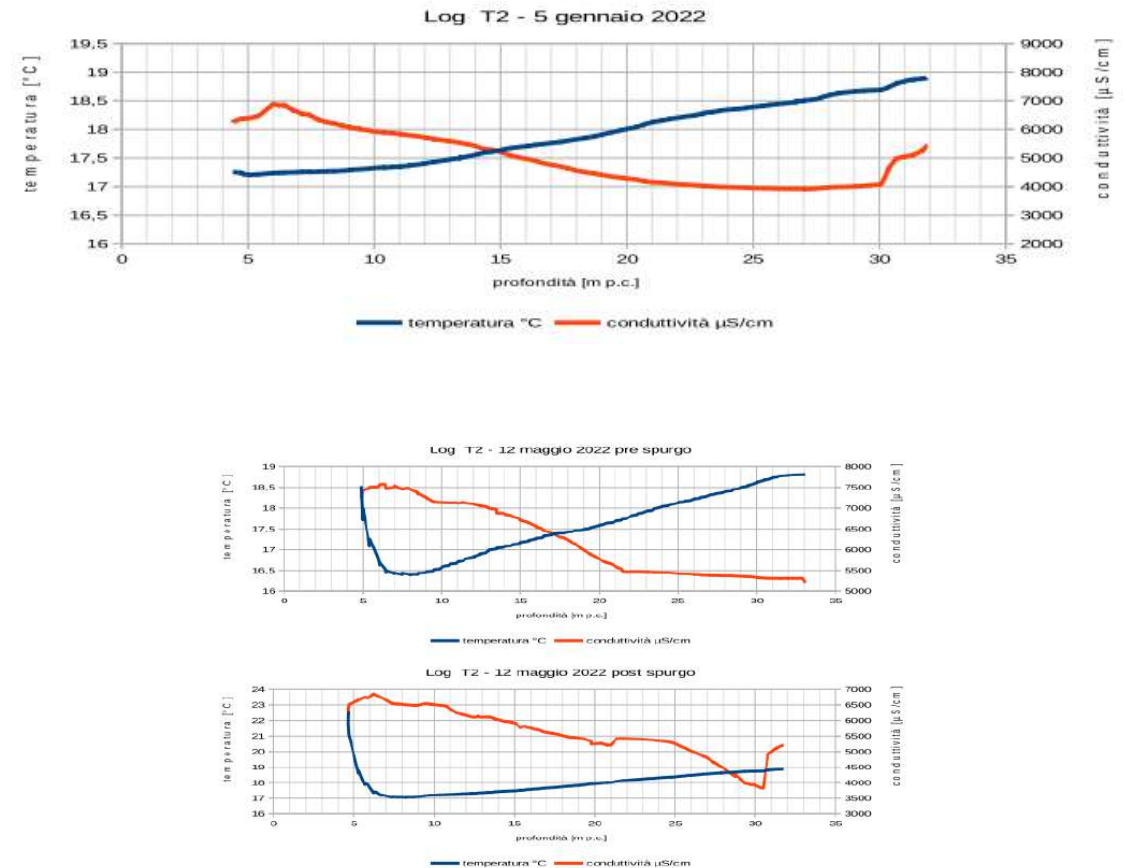 Log T2 - 5 gennaio 2022
temperatura [°C]
19,5
19
18,5
18
17,5
17
16,5
16
9000
8000
7000
6000
5000
4000
3000
2000
conduttività [µS/cm]
0 5 10 15 20 25 30 35
profondità [m p.c.]
temperatura °C conduttività µS/cm
Log T2 - 12 maggio 2022 pre spurgo
temperatura [°C]
19
18,5
18
17,5
17
16,5
16
8000
7500
7000
6500
6000
5500
5000
conduttività [µS/cm]
0 5 10 15 20 25 30 35
profondità [m p.c.]
temperatura °C conduttività µS/cm
Log T2 - 12 maggio 2022 post spurgo
temperatura [°C]
24
23
22
21
20
19
18
17
16
7000
6500
6000
5500
5000
4500
4000
3500
3000
conduttività [µS/cm]
0 5 10 15 20 25 30 35
profondità [m p.c.]
temperatura °C conduttività µS/cm